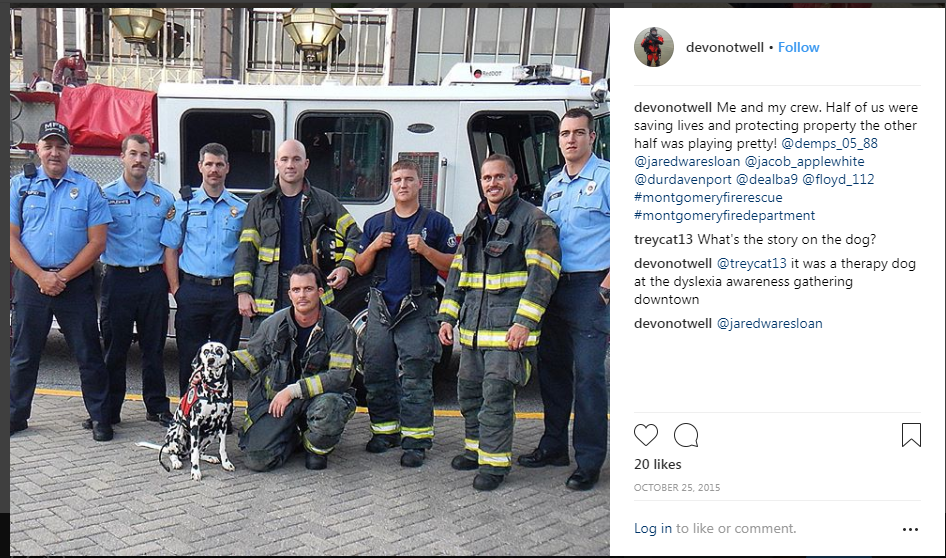 RedDOT
MFR
devonotwell • Follow
devonotwell Me and my crew. Half of us were
saving lives and protecting property the other
half was playing pretty! @demps_05_88
@jaredwaresloan @jacob_applewhite
@durdavenport @dealba9 @floyd_112
#montgomeryfirerescue
#montgomeryfiredepartment
treycat13 What's the story on the dog?
devonotwell @treycat13 it was a therapy dog
at the dyslexia awareness gathering
downtown
devonotwell @jaredwaresloan
20 likes
OCTOBER 25, 2015
Log in to like or comment.